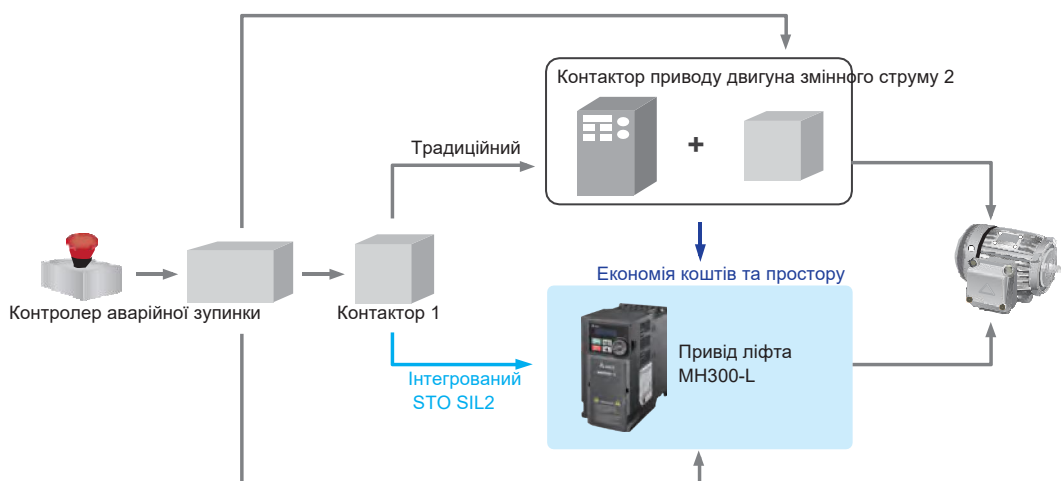 Контактор приводу двигуна змінного струму 2
Традиційний
+
Економія коштів та простору
Контролер аварійної зупинки
Контактор 1
Привід ліфта
MH300-L
Інтегрований
STO SIL2